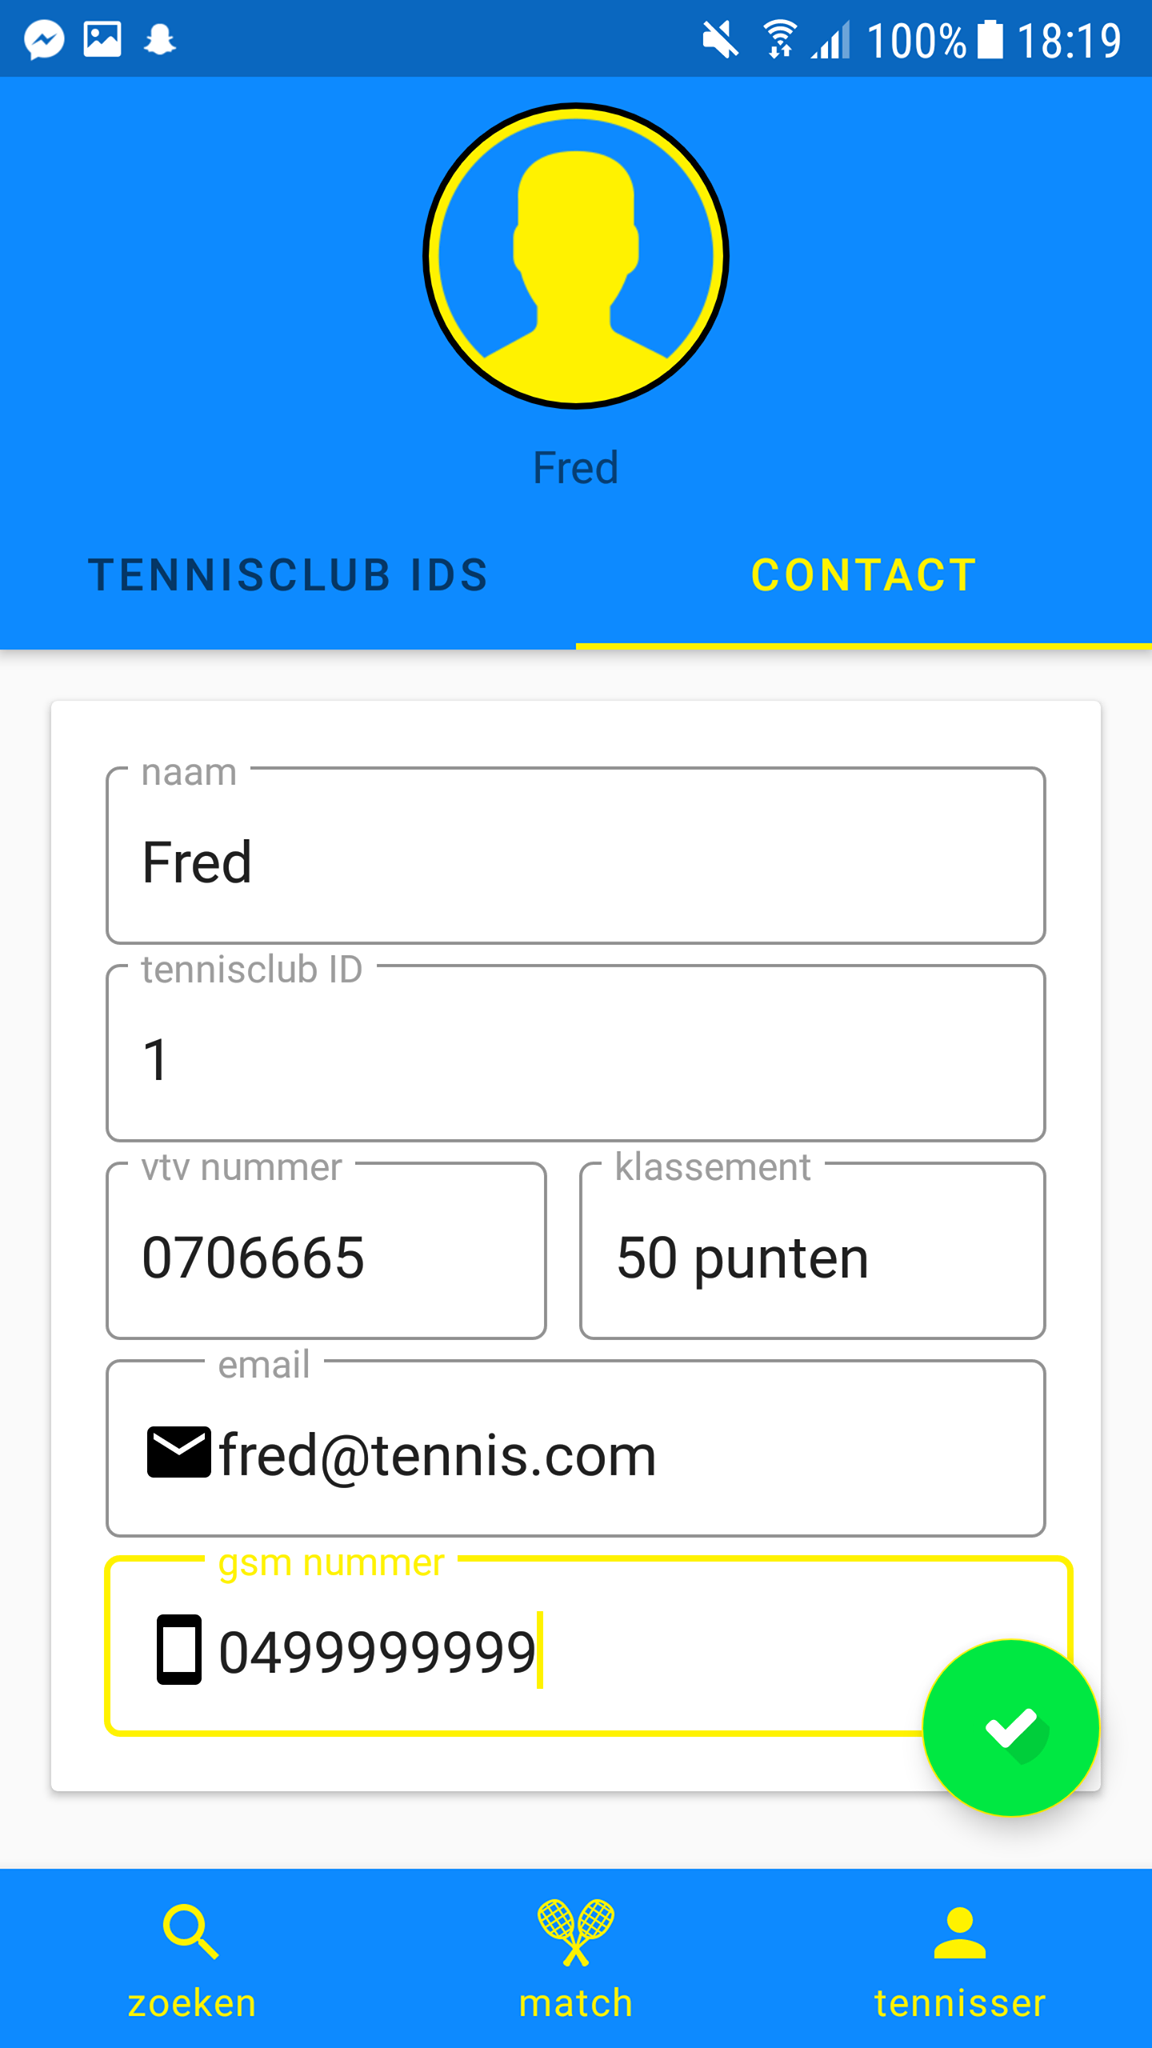 100% 18:19
Fred
TENNISCLUB IDS CONTACT
naam
Fred
tennisclub ID
1
vtv nummer klassement
0706665 50 punten
email
fred@tennis.com
gsm nummer
0499999999
zoeken match tennisser